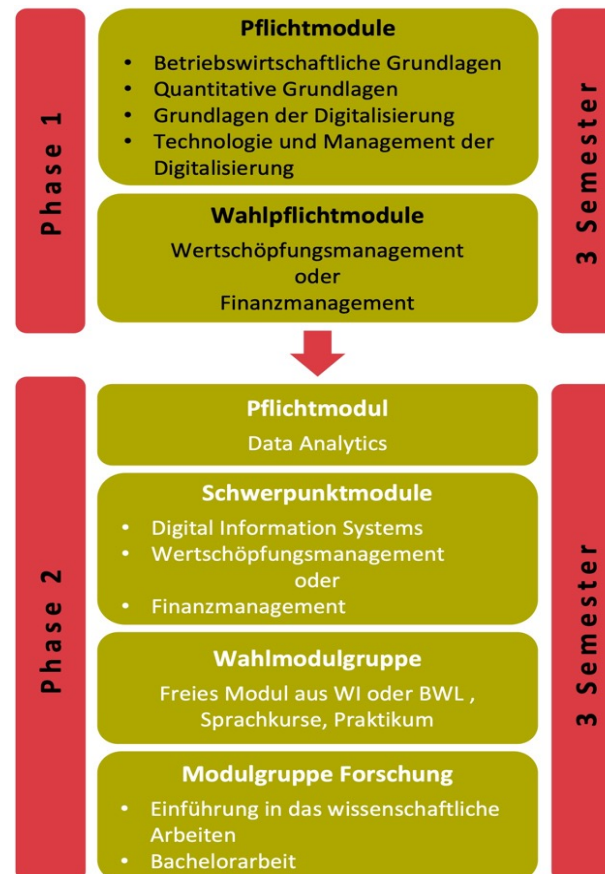 Phase 1
Pflichtmodule
• Betriebswirtschaftliche Grundlagen
• Quantitative Grundlagen
• Grundlagen der Digitalisierung
• Technologie und Management der
Digitalisierung
Wahlpflichtmodule
Wertschöpfungsmanagement
oder
Finanzmanagement
3 Semester
Phase 2
Pflichtmodul
Data Analytics
Schwerpunktmodule
• Digital Information Systems
• Wertschöpfungsmanagement
oder
• Finanzmanagement
Wahlmodulgruppe
Freies Modul aus WI oder BWL ,
Sprachkurse, Praktikum
Modulgruppe Forschung
• Einführung in das wissenschaftliche
Arbeiten
• Bachelorarbeit
3 Semester